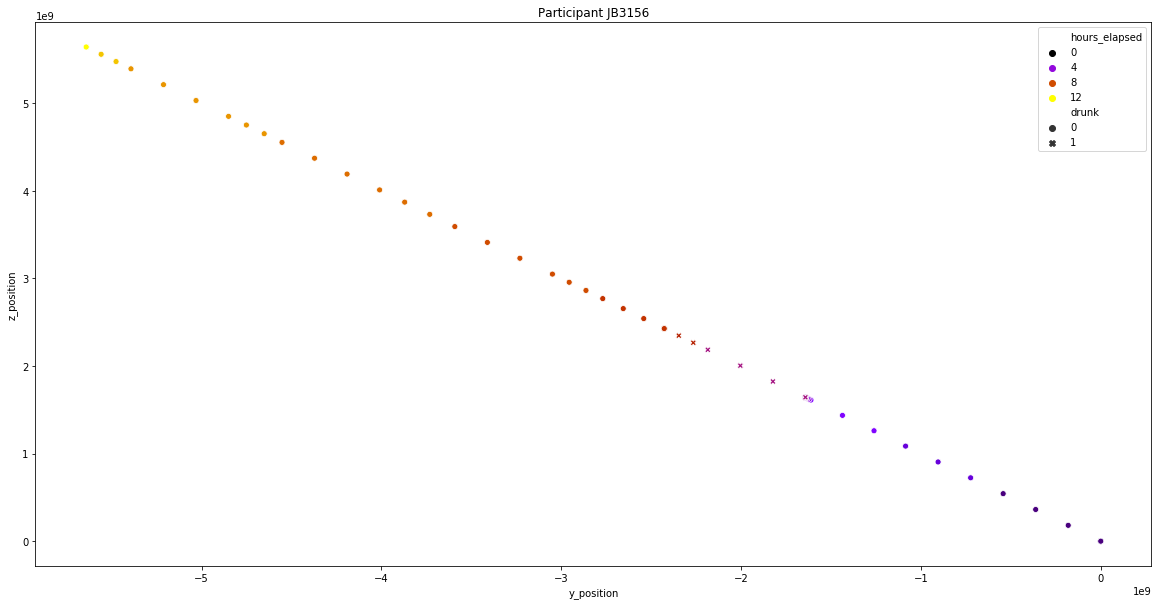 Participant JB3156
1e9
hours_elapsed
0
4
8
12
drunk
0
1
5
4
3
2
1
0
z_position
−5
−4
−3
−2
−1
0
1e9
y_position